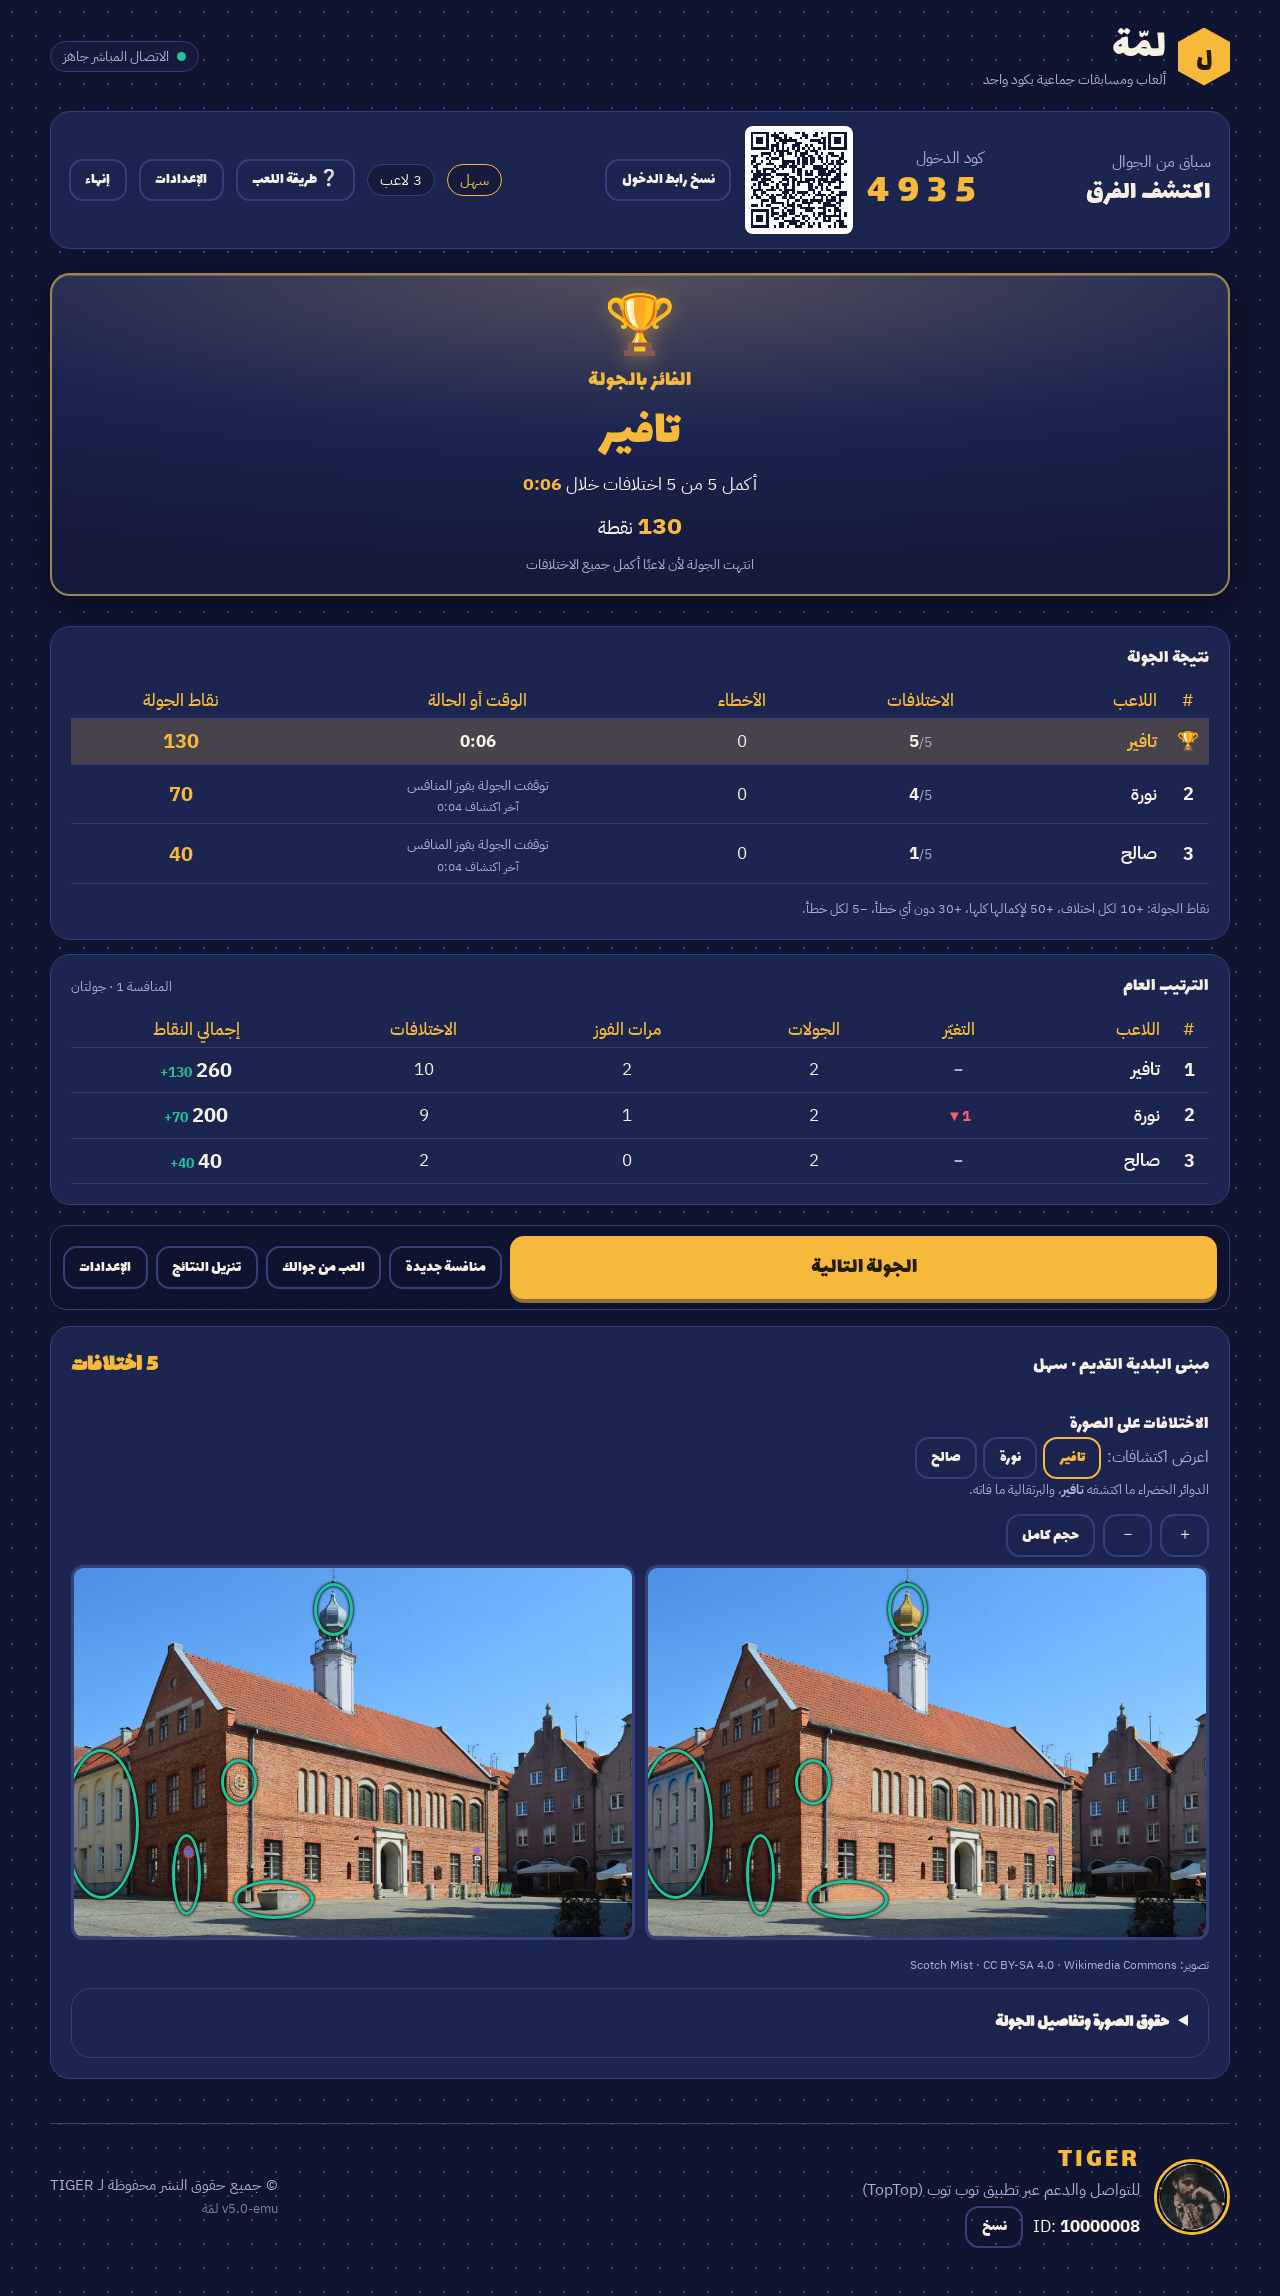 ل
لمّة
ألعاب ومسابقات جماعية بكود واحد
الاتصال المباشر جاهز
سباق من الجوال
اكتشف الفرق
كود الدخول
4935
نسخ رابط الدخول
سهل
3 لاعب
❔ طريقة اللعب
الإعدادات
إنهاء
الفائز بالجولة
تافير
أكمل 5 من 5 اختلافات خلال 0:06
130 نقطة
انتهت الجولة لأن لاعبًا أكمل جميع الاختلافات
نتيجة الجولة
# اللاعب الاختلافات الأخطاء الوقت أو الحالة نقاط الجولة
🏆 تافير 5/5 0 0:06 130
2 نورة 4/5 0 توقفت الجولة بفوز المنافس 70
آخر اكتشاف 0:04
3 صالح 1/5 0 توقفت الجولة بفوز المنافس 40
آخر اكتشاف 0:04
نقاط الجولة: +10 لكل اختلاف، +50 لإكمالها كلها، +30 دون أي خطأ، −5 لكل خطأ.
الترتيب العام
المنافسة 1 · جولتان
# اللاعب التغيّر الجولات مرات الفوز الاختلافات إجمالي النقاط
1 تافير – 2 2 10 260 +130
2 نورة ▼1 2 1 9 200 +70
3 صالح – 2 0 2 40 +40
الجولة التالية
منافسة جديدة
العب من جوالك
تنزيل النتائج
الإعدادات
مبنى البلدية القديم · سهل
5 اختلافات
الاختلافات على الصورة
اعرض اكتشافات: تافير نورة صالح
الدوائر الخضراء ما اكتشفه تافير، والبرتقالية ما فاته.
+ − حجم كامل
تصوير: Scotch Mist · CC BY-SA 4.0 · Wikimedia Commons
◀ حقوق الصورة وتفاصيل الجولة
TIGER
للتواصل والدعم عبر تطبيق توب توب (TopTop)
ID: 10000008
نسخ
© جميع حقوق النشر محفوظة لـ TIGER
لمّة v5.0-emu